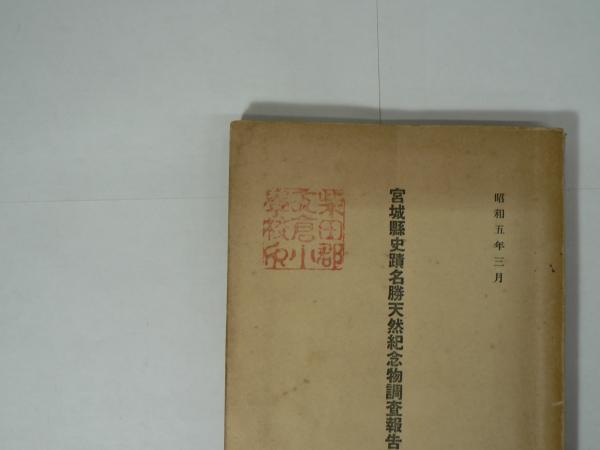 昭和五年三月
宮城縣史蹟名勝天然紀念物調査報告
柴田郡
支倉小
學校印